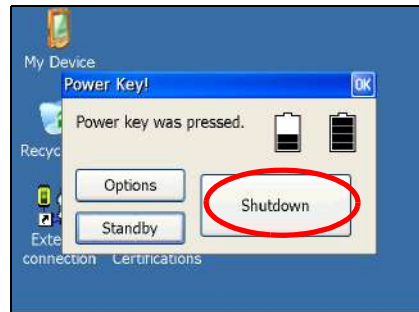 My Device
Power Key!
OK
Power key was pressed.
Recyc
Options
Shutdown
Standby
Exte
connection Certifications